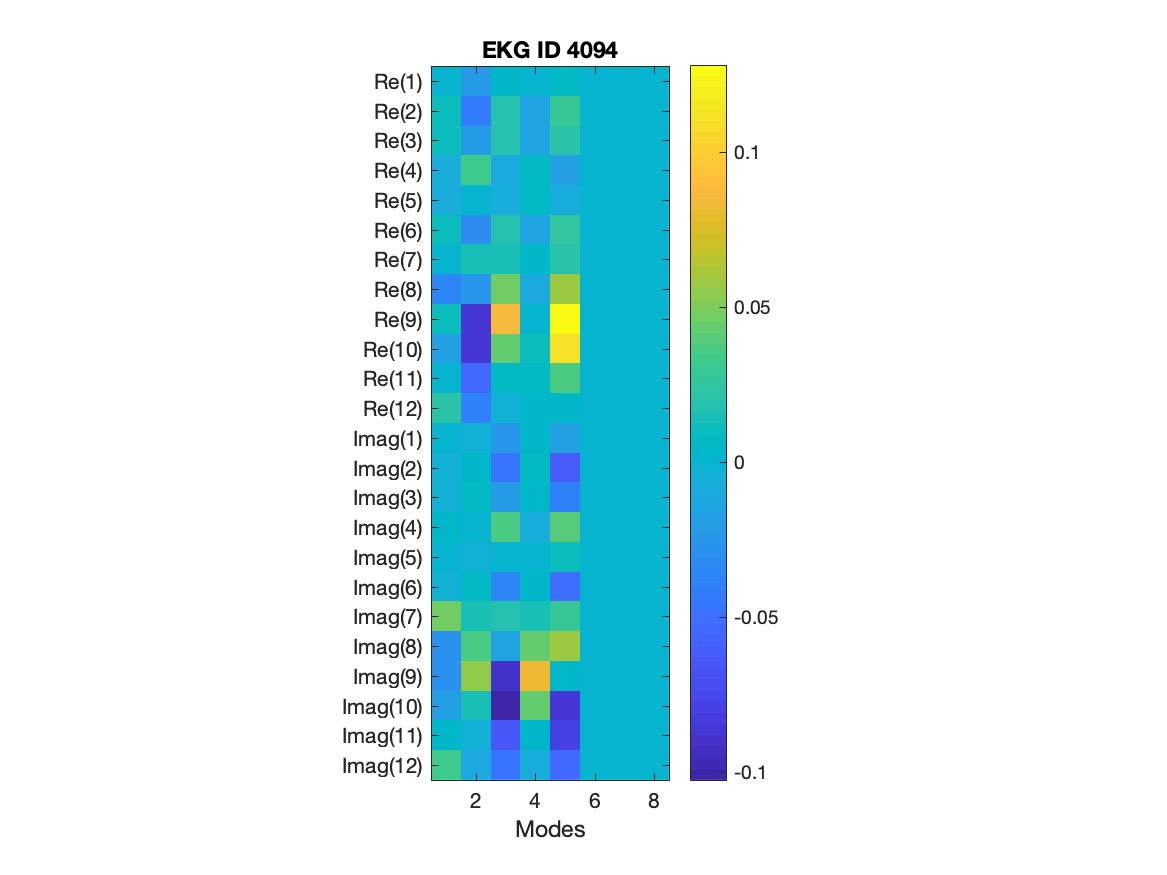 EKG ID 4094
Re(1)
Re(2)
Re(3)
Re(4)
Re(5)
Re(6)
Re(7)
Re(8)
Re(9)
Re(10)
Re(11)
Re(12)
Imag(1)
Imag(2)
Imag(3)
Imag(4)
Imag(5)
Imag(6)
Imag(7)
Imag(8)
Imag(9)
Imag(10)
Imag(11)
Imag(12)
2 4 6 8
Modes
0.1
0.05
0
-0.05
-0.1